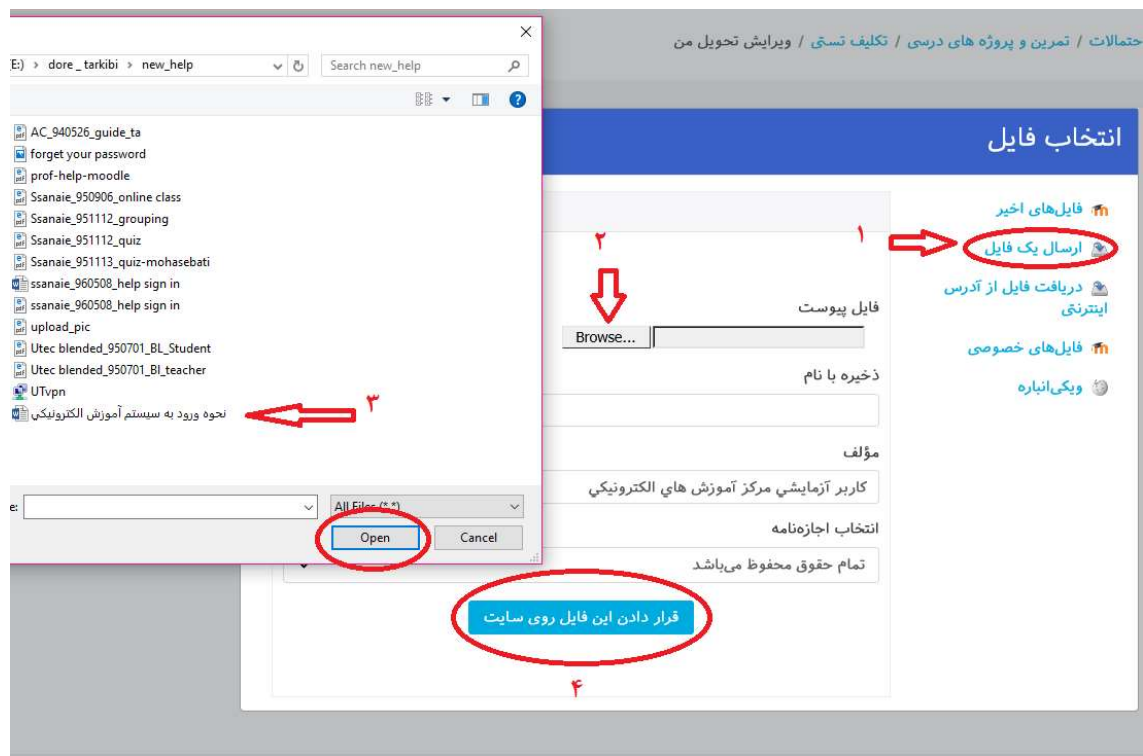 حتمالات / تمرین و پروژه های درسی / تکلیف تستی / ویرایش تحویل من
انتخاب فایل
فایل‌های اخیر
ارسال یک فایل
دریافت فایل از آدرس
اینترنتی
فایل‌های خصوصی
ویکی‌انباره
۱
۲
فایل پیوست
Browse...
ذخیره با نام
مؤلف
کاربر آزمایشي مرکز آموزش هاي الکترونیکي
انتخاب اجازه‌نامه
تمام حقوق محفوظ می‌باشد
قرار دادن این فایل روی سایت
۴
E:) › dore_tarkibi › new_help
Search new_help
AC_940526_guide_ta
forget your password
prof-help-moodle
Ssanaie_950906_online class
Ssanaie_951112_grouping
Ssanaie_951112_quiz
Ssanaie_951113_quiz-mohasebati
ssanaie_960508_help sign in
ssanaie_960508_help sign in
upload_pic
Utec blended_950701_BL_Student
Utec blended_950701_Bl_teacher
UTvpn
نحوه ورود به سیستم آموزش الکترونیکي
۳
e:
All Files (*.*)
Open
Cancel